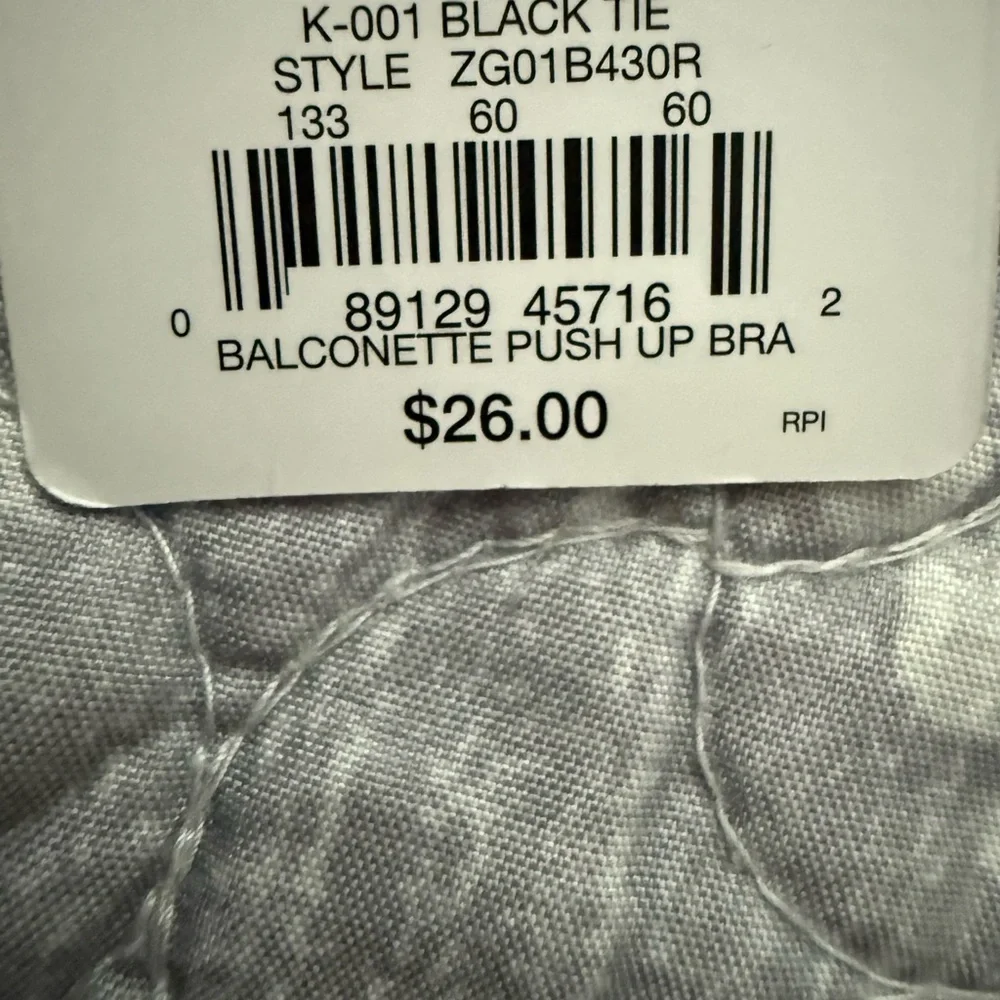 K-001 BLACK TIE
STYLE ZG01B430R
133 60 60
0 89129 45716 2
BALCONETTE PUSH UP BRA
$26.00 RPI